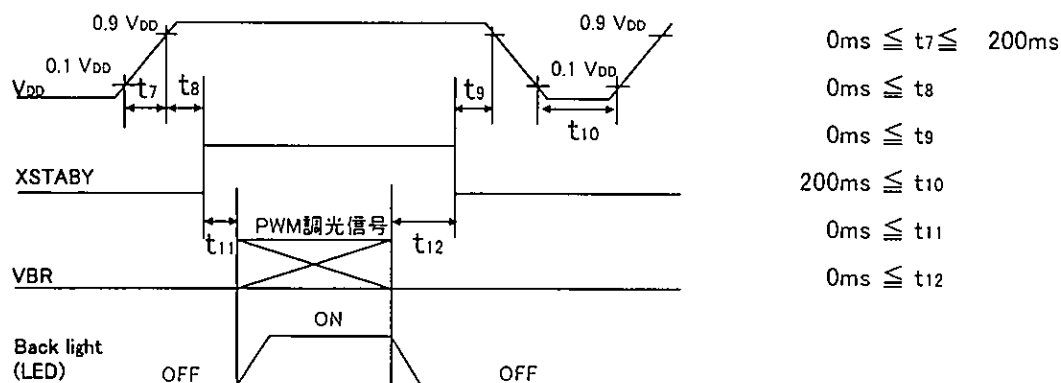 0.9 VDD
0.9 VDD
0.1 VDD
0.1 VDD
VDD
t7
t8
t9
t10
XSTABY
t11
PWM調光信号
t12
VBR
ON
Back light
(LED)
OFF
OFF
0ms ≦ t7 ≦ 200ms
0ms ≦ t8
0ms ≦ t9
200ms ≦ t10
0ms ≦ t11
0ms ≦ t12